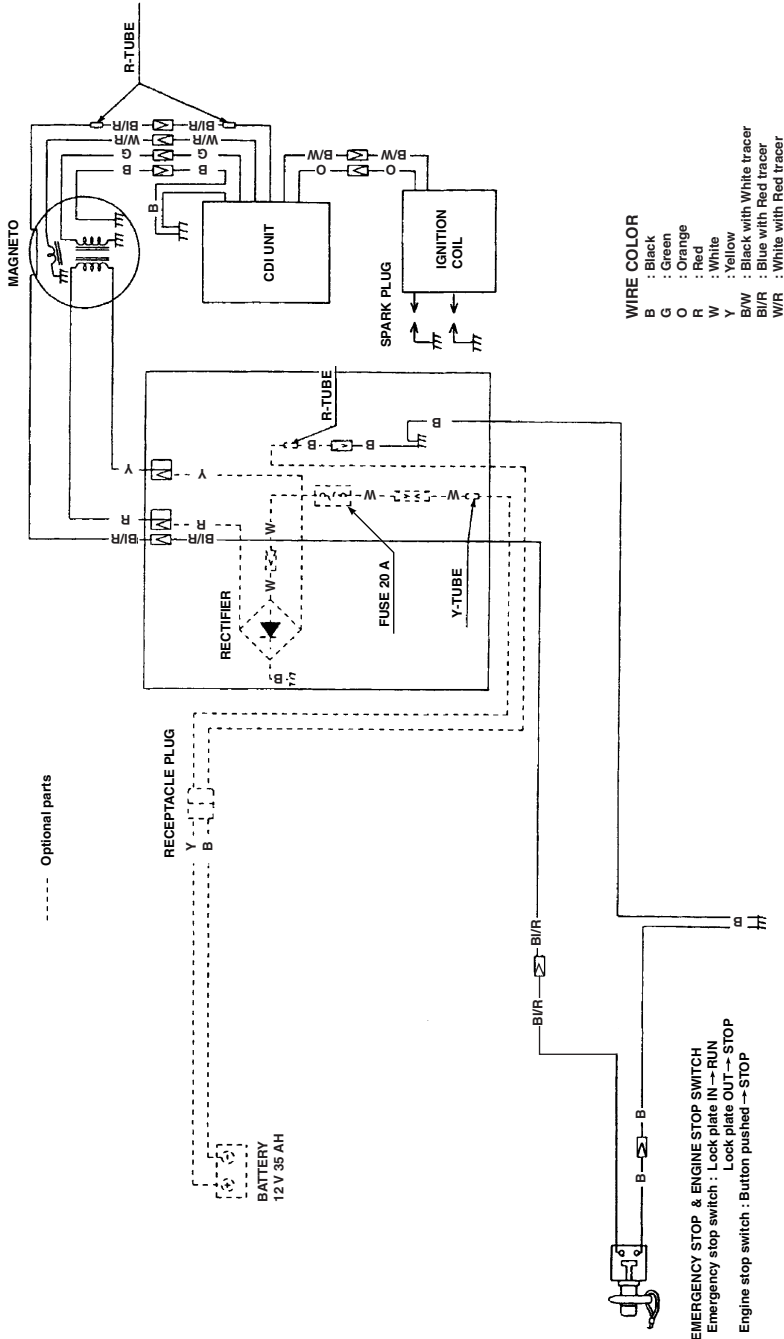 MAGNETO
R-TUBE
Bl/R
W/R
G
B
Bl/R
W/R
G
B
B
CDI UNIT
B/W
O
B/W
O
IGNITION
COIL
SPARK PLUG
WIRE COLOR
B : Black
G : Green
O : Orange
R : Red
W : White
Y : Yellow
B/W : Black with White tracer
Bl/R : Blue with Red tracer
W/R : White with Red tracer
Y
R
Bl/R
Y
R
Bl/R
R-TUBE
B
B
B
W
W
W
W
FUSE 20 A
Y-TUBE
RECTIFIER
B
---- Optional parts
RECEPTACLE PLUG
Y
B
BATTERY
12 V 35 AH
Bl/R
Bl/R
B
B
B
EMERGENCY STOP & ENGINE STOP SWITCH
Emergency stop switch : Lock plate IN → RUN
Lock plate OUT → STOP
Engine stop switch : Button pushed → STOP